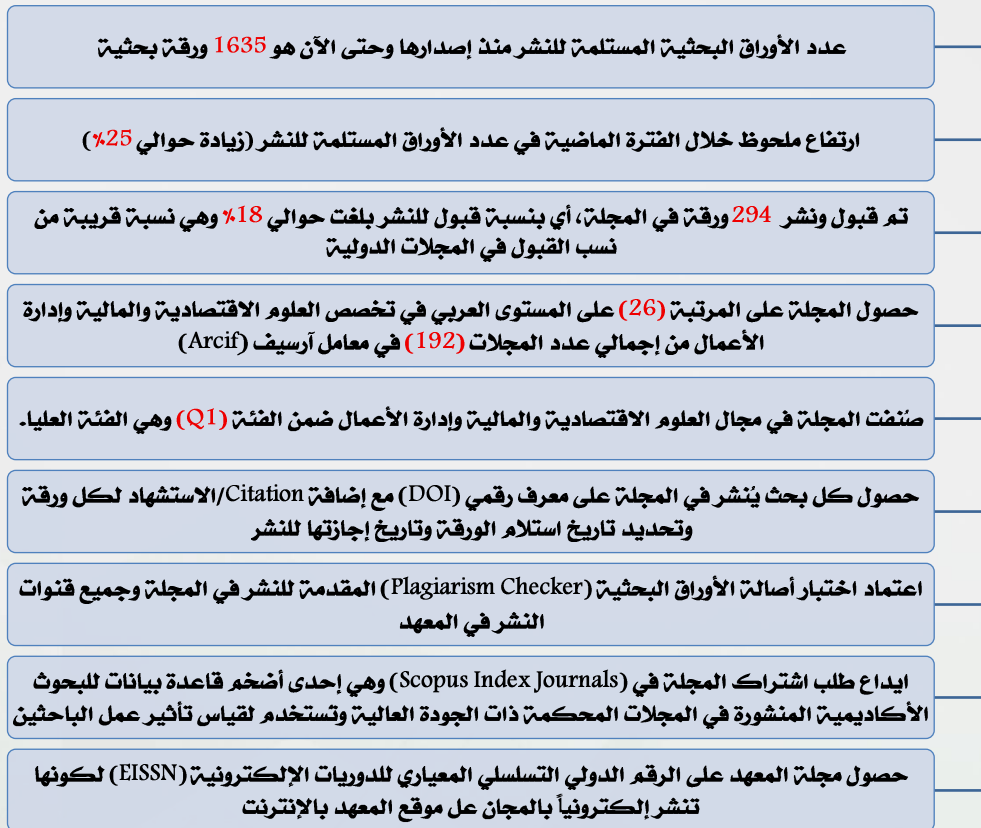 عدد الأوراق البحثية المستلمة للنشر منذ إصدارها وحتى الآن هو 1635 ورقة بحثية
ارتفاع ملحوظ خلال الفترة الماضية في عدد الأوراق المستلمة للنشر (زيادة حوالي 25%)
تم قبول ونشر 294 ورقة في المجلة، أي بنسبة قبول للنشر بلغت حوالي 18% وهي نسبة قريبة من
نسب القبول في المجلات الدولية
حصول المجلة على المرتبة (26) على المستوى العربي في تخصص العلوم الاقتصادية والمالية وإدارة
الأعمال من إجمالي عدد المجلات (192) في معامل آرسيف (Arcif)
صُنفت المجلة في مجال العلوم الاقتصادية والمالية وإدارة الأعمال ضمن الفئة (Q1) وهي الفئة العليا.
حصول كل بحث يُنشر في المجلة على معرف رقمي (DOI) مع إضافة Citation/الاستشهاد لكل ورقة
وتحديد تاريخ استلام الورقة وتاريخ إجازتها للنشر
اعتماد اختبار أصالة الأوراق البحثية (Plagiarism Checker) المقدمة للنشر في المجلة وجميع قنوات
النشر في المعهد
ايداع طلب اشتراك المجلة في (Scopus Index Journals) وهي إحدى أضخم قاعدة بيانات للبحوث
الأكاديمية المنشورة في المجلات المحكمة ذات الجودة العالية وتستخدم لقياس تأثير عمل الباحثين
حصول مجلة المعهد على الرقم الدولي التسلسلي المعياري للدوريات الإلكترونية (EISSN) لكونها
تنشر إلكترونياً بالمجان عل موقع المعهد بالإنترنت